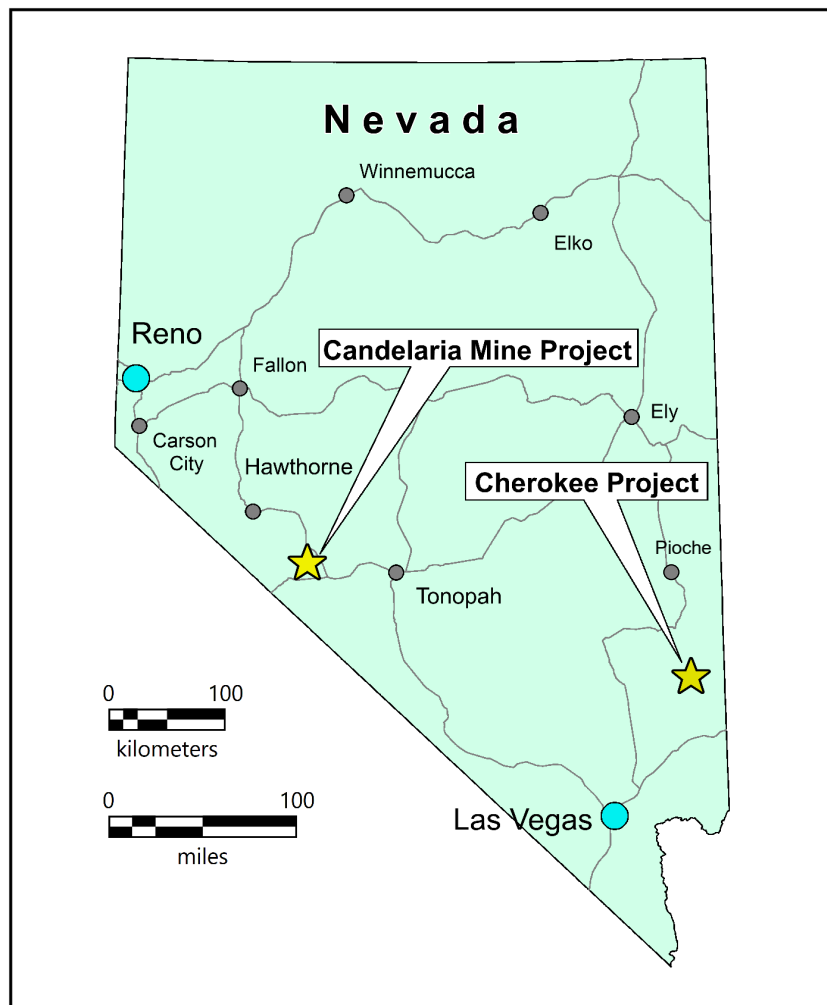 Nevada
Winnemucca
Elko
Reno
Candelaria Mine Project
Fallon
Ely
Carson
City
Hawthorne
Cherokee Project
Pioche
Tonopah
0 100
kilometers
0 100
miles
Las Vegas